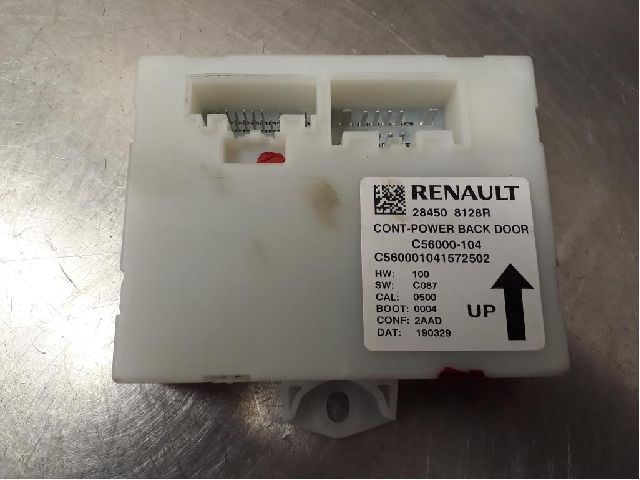 RENAULT
28450 8128R
CONT-POWER BACK DOOR
C56000-104
C560001041572502
HW: 100
SW: C087
CAL: 0500
BOOT: 0004
CONF: 2AAD
DAT: 190329
UP